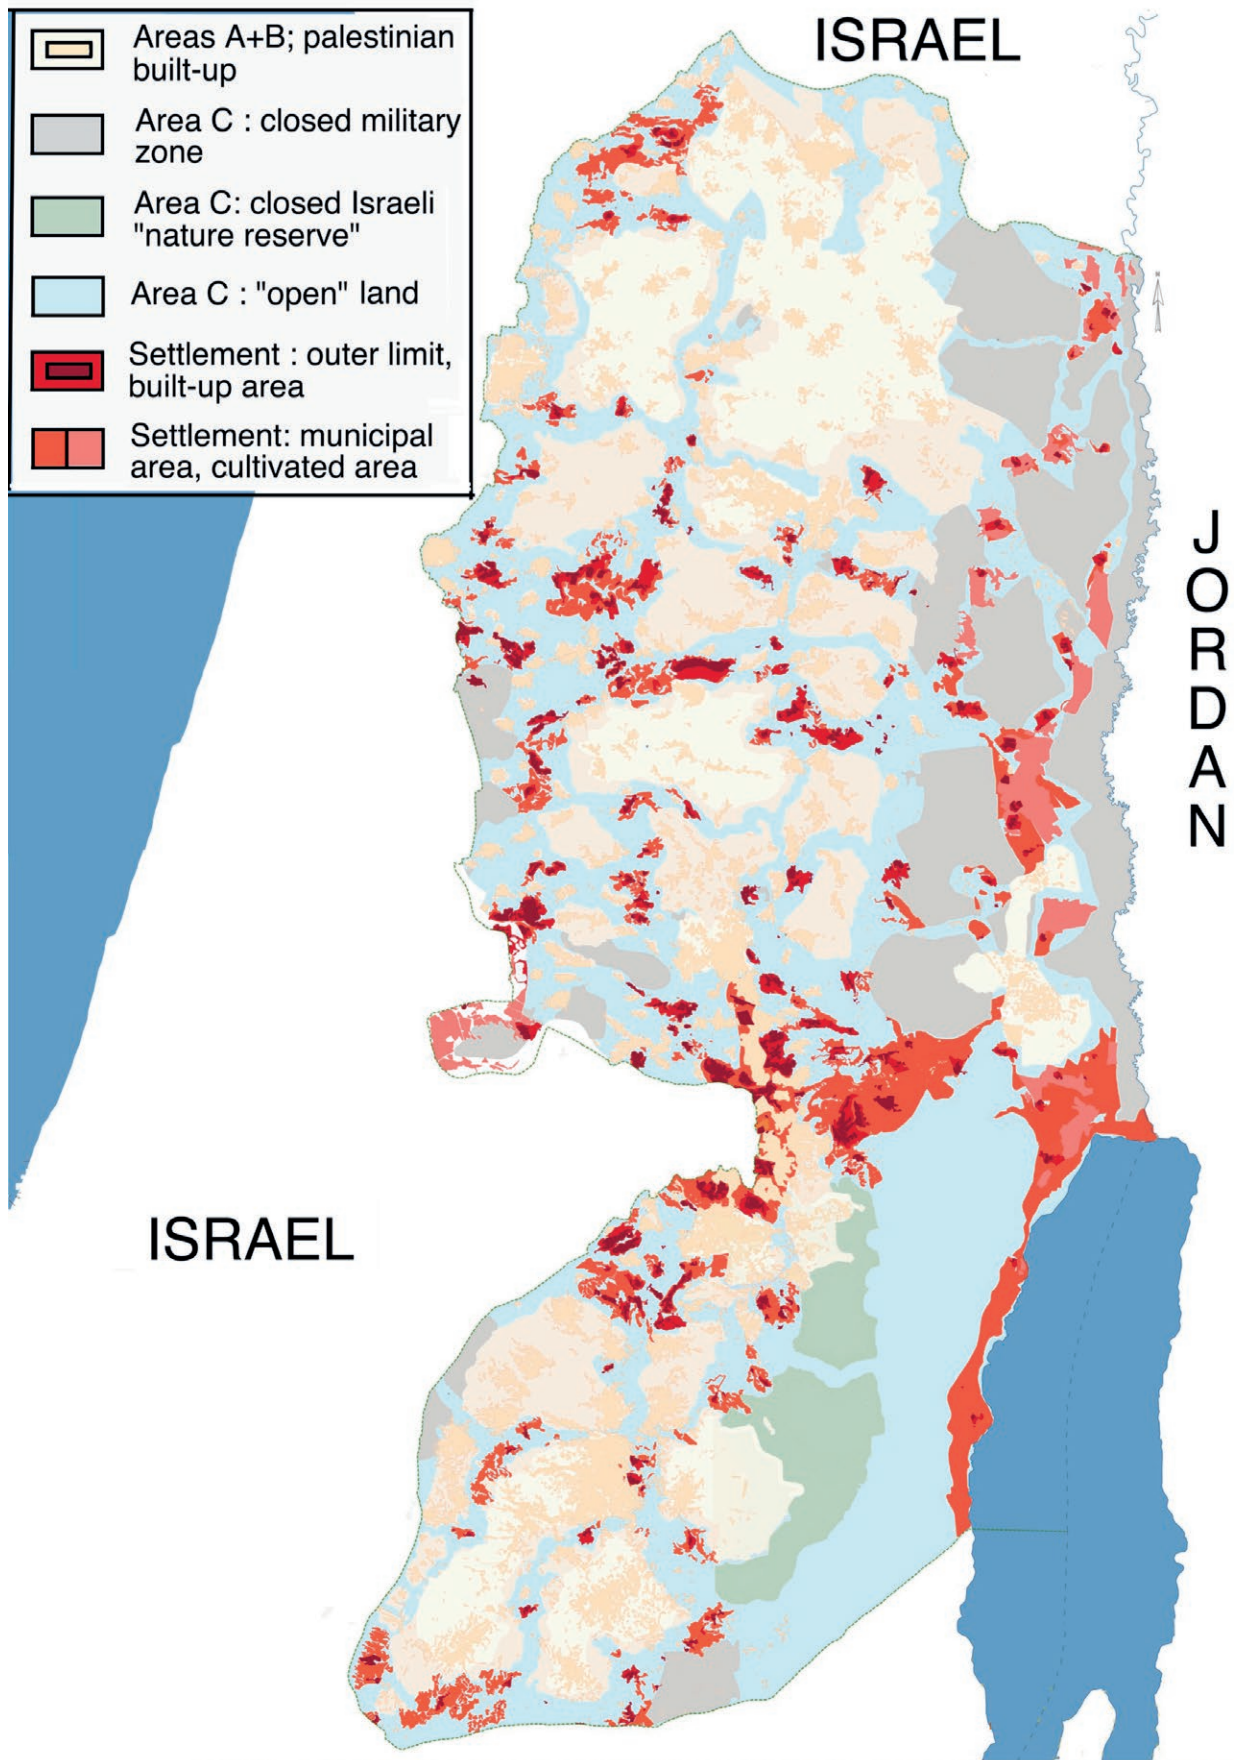 Areas A+B; palestinian
built-up
Area C : closed military
zone
Area C: closed Israeli
"nature reserve"
Area C : "open" land
Settlement : outer limit,
built-up area
Settlement: municipal
area, cultivated area
ISRAEL
N
JORDAN
ISRAEL